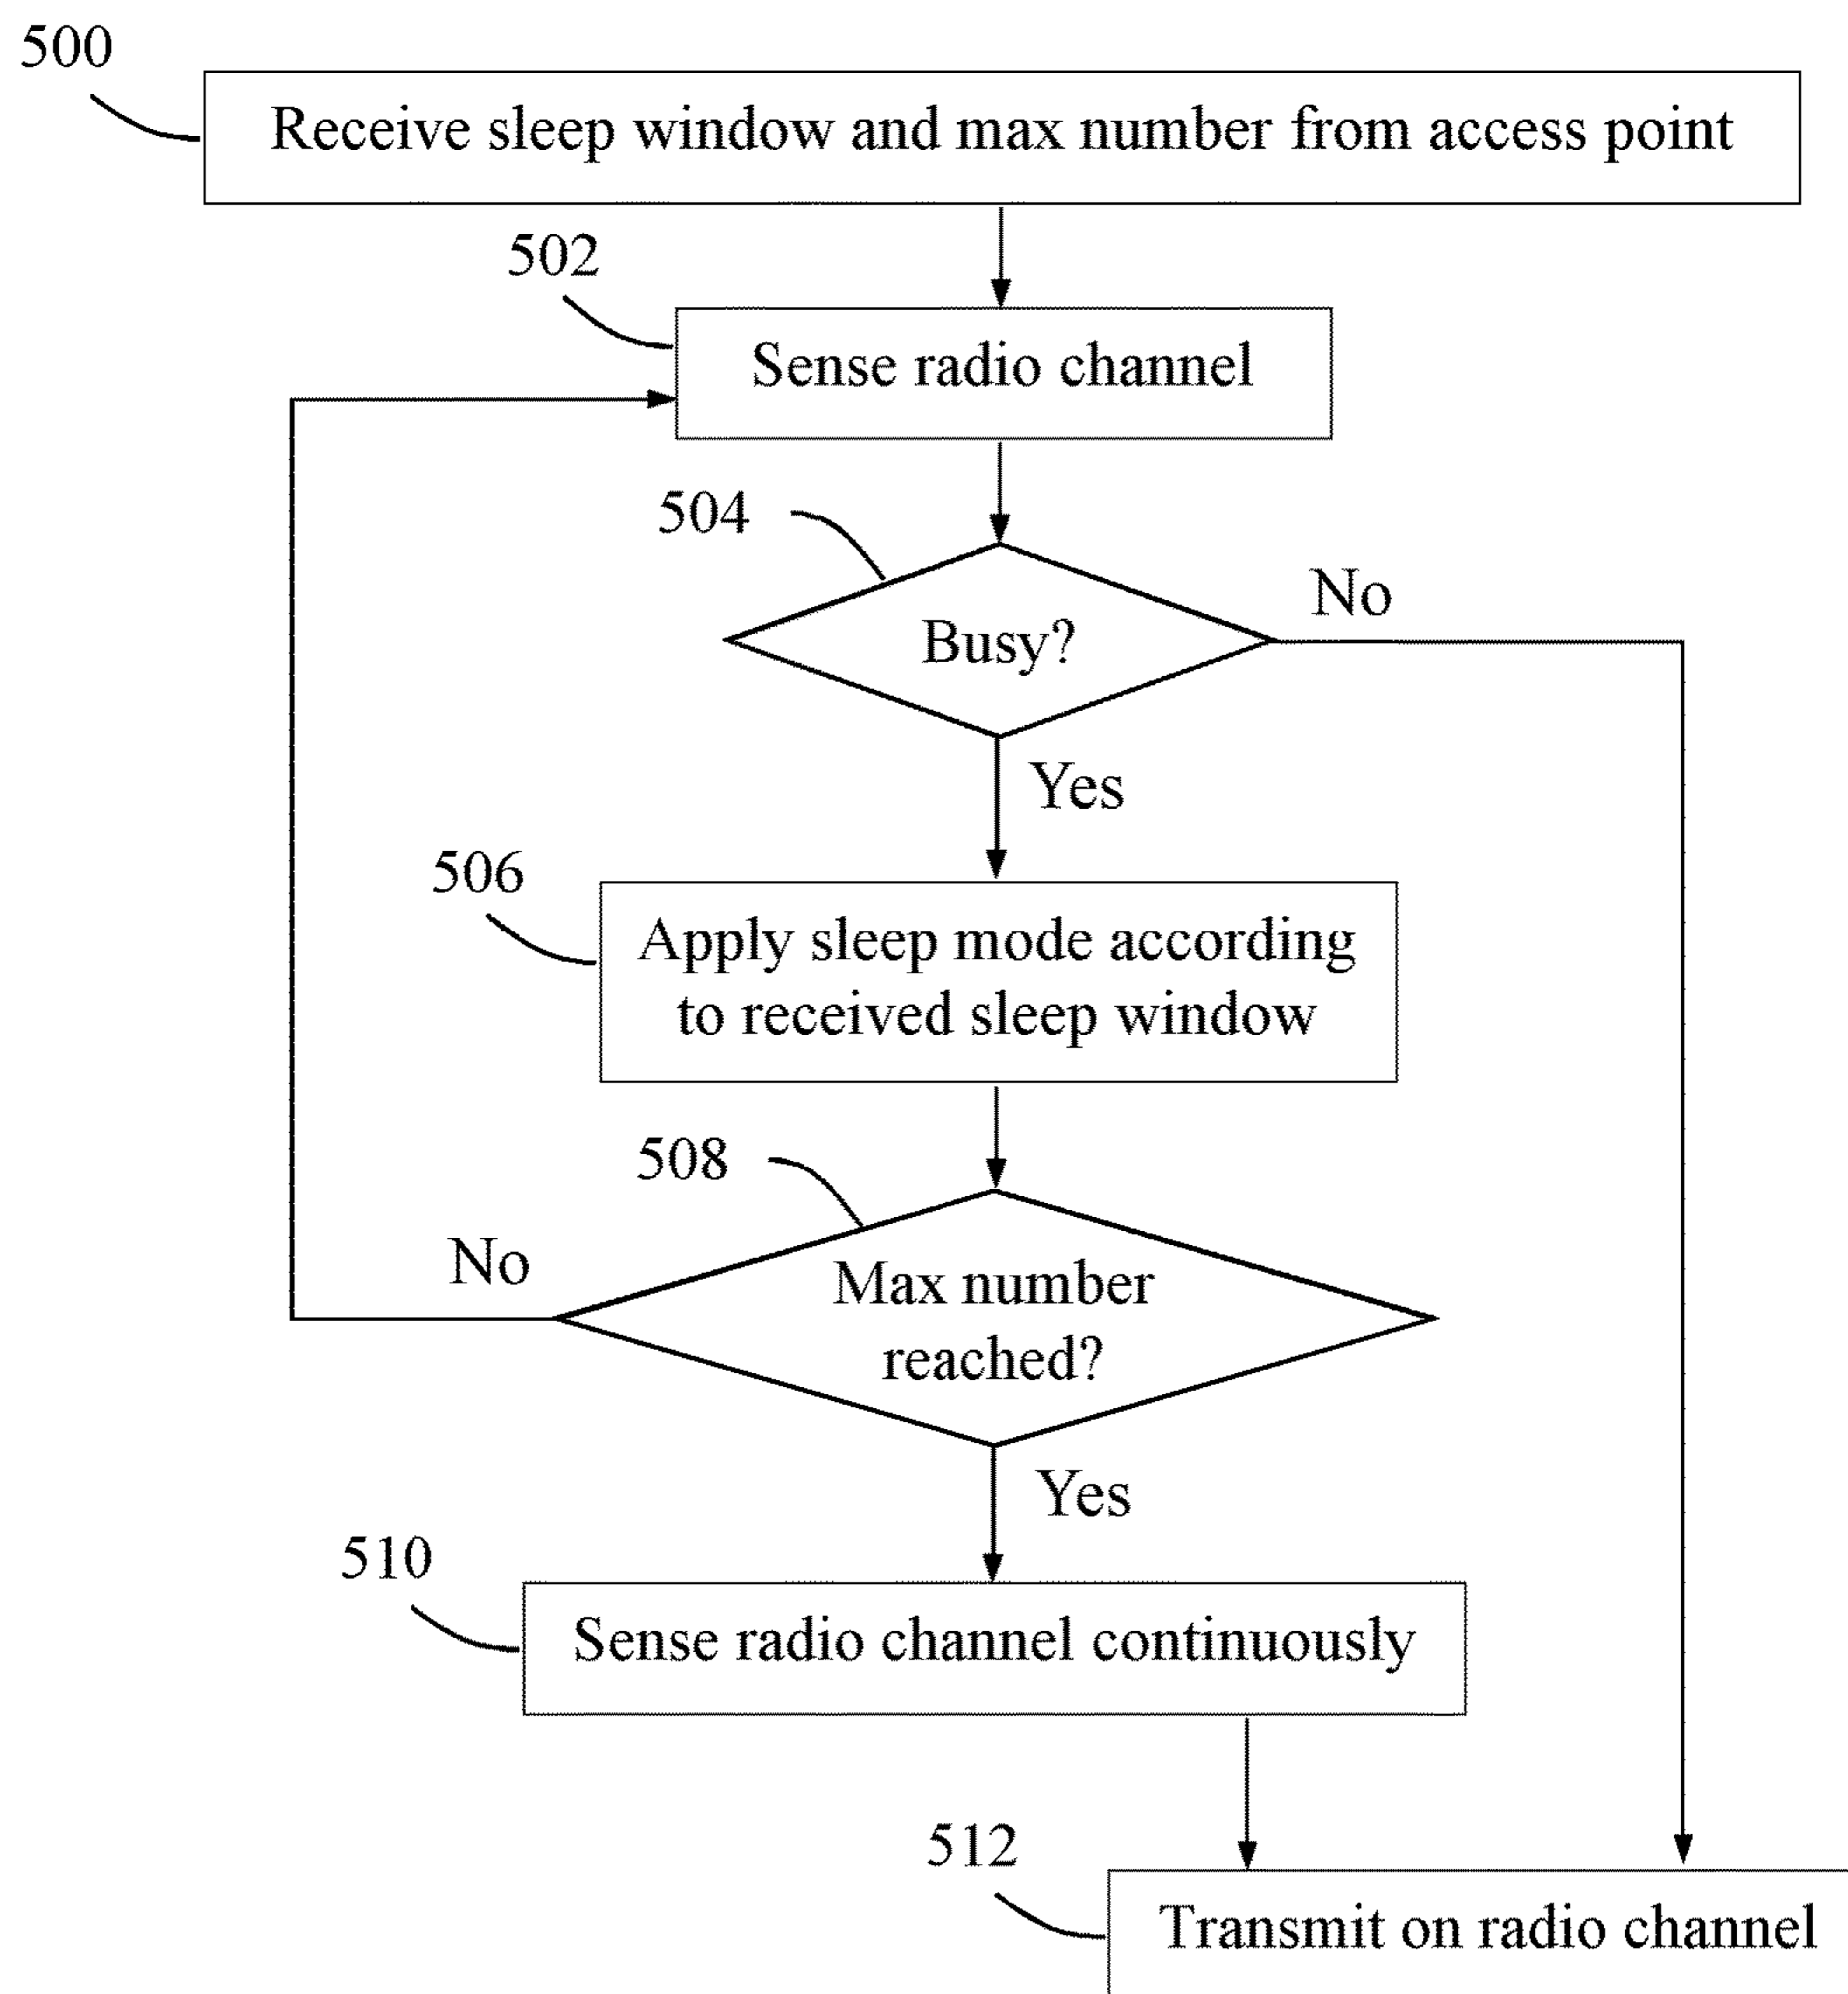 500
Receive sleep window and max number from access point
502
Sense radio channel
504
Busy?
No
Yes
506
Apply sleep mode according
to received sleep window
508
No
Max number
reached?
Yes
510
Sense radio channel continuously
512
Transmit on radio channel